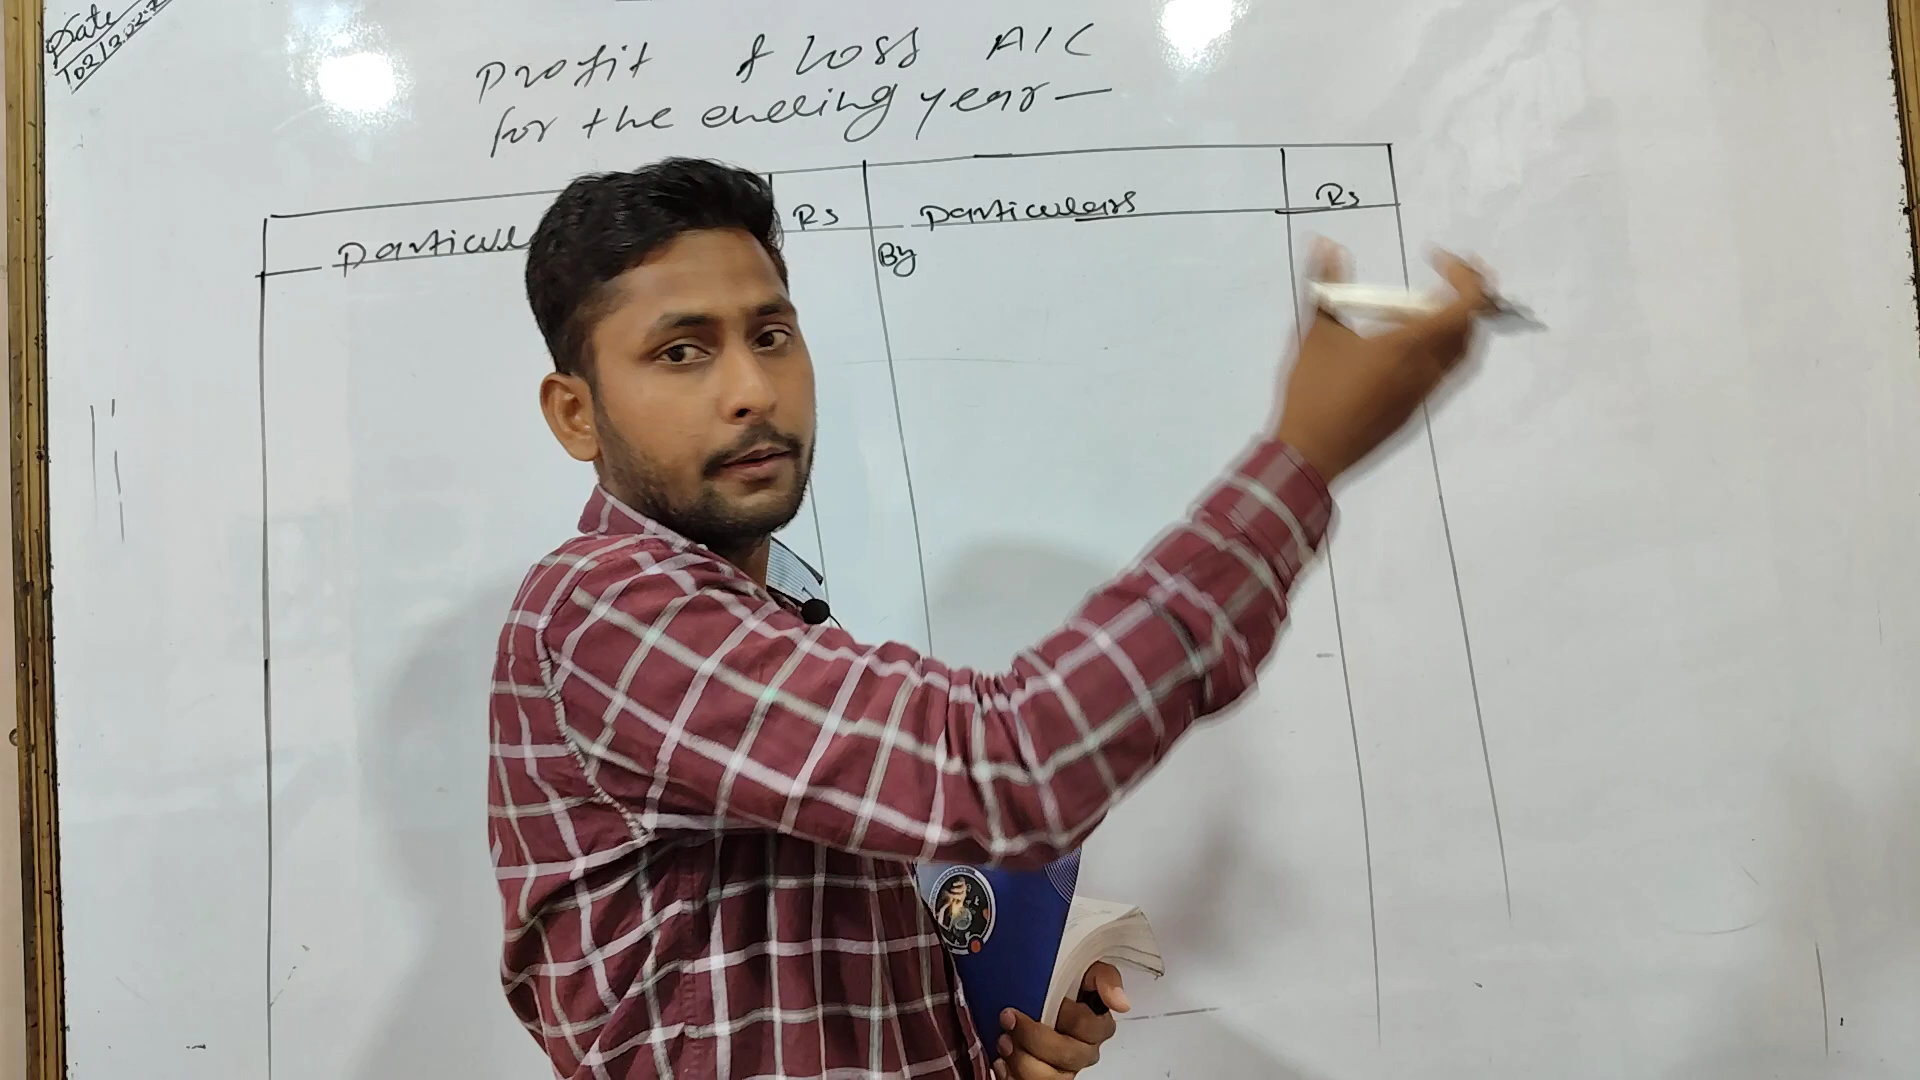 Date
Profit & Loss A/C
for the ending year —
Rs Particulars Rs
By